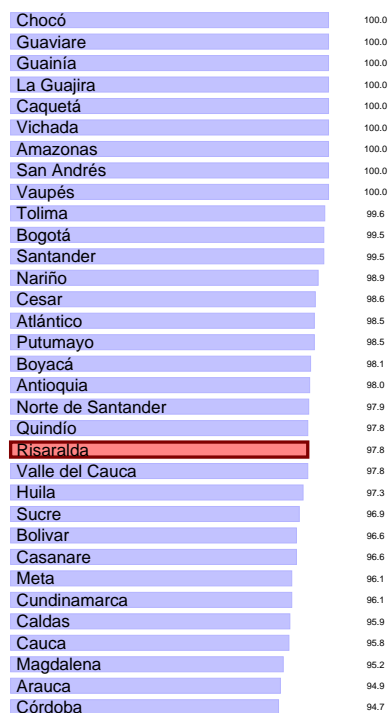 Chocó 100.0
Guaviare 100.0
Guainía 100.0
La Guajira 100.0
Caquetá 100.0
Vichada 100.0
Amazonas 100.0
San Andrés 100.0
Vaupés 100.0
Tolima 99.6
Bogotá 99.5
Santander 99.5
Nariño 98.9
Cesar 98.6
Atlántico 98.5
Putumayo 98.5
Boyacá 98.1
Antioquia 98.0
Norte de Santander 97.9
Quindío 97.8
Risaralda 97.8
Valle del Cauca 97.8
Huila 97.3
Sucre 96.9
Bolivar 96.6
Casanare 96.6
Meta 96.1
Cundinamarca 96.1
Caldas 95.9
Cauca 95.8
Magdalena 95.2
Arauca 94.9
Córdoba 94.7